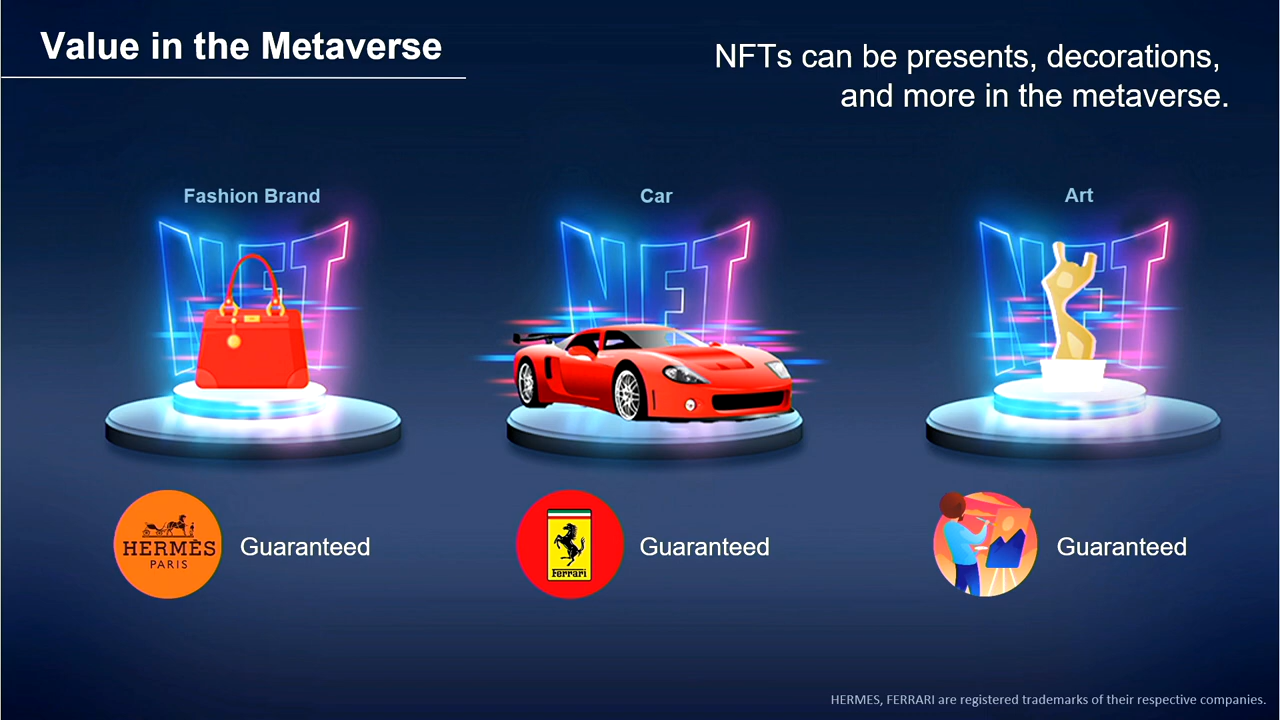 Value in the Metaverse
NFTs can be presents, decorations,
and more in the metaverse.
Fashion Brand
Car
Art
NFT
NFT
NFT
HERMÈS
PARIS
Guaranteed
Ferrari
Guaranteed
Guaranteed
HERMES, FERRARI are registered trademarks of their respective companies.